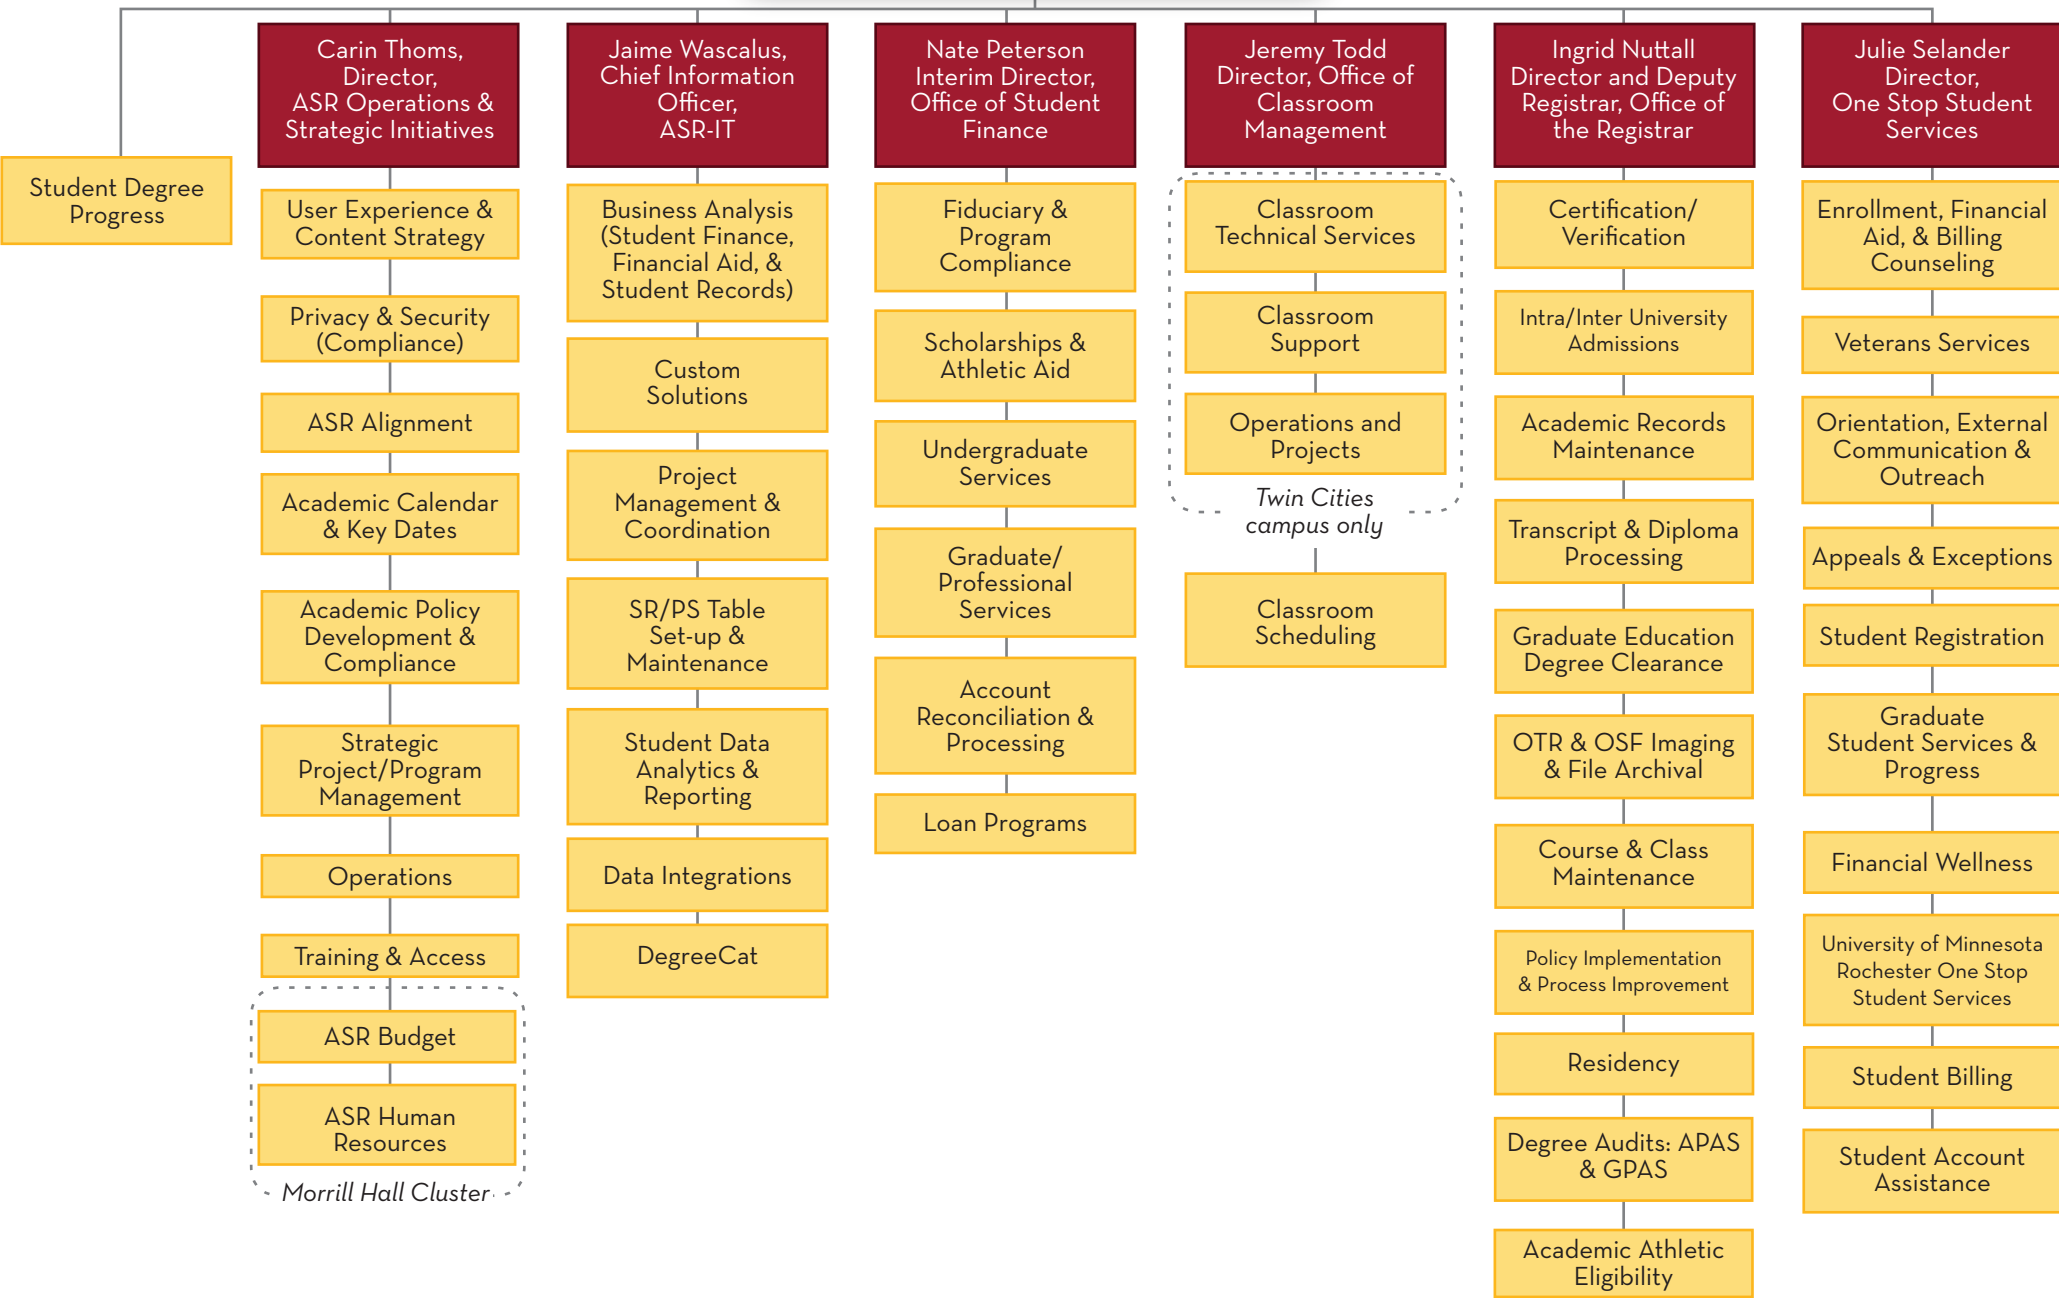 Student Degree
Progress
Carin Thoms,
Director,
ASR Operations &
Strategic Initiatives
User Experience &
Content Strategy
Privacy & Security
(Compliance)
ASR Alignment
Academic Calendar
& Key Dates
Academic Policy
Development &
Compliance
Strategic
Project/Program
Management
Operations
Training & Access
ASR Budget
ASR Human
Resources
Morrill Hall Cluster
Jaime Wascalus,
Chief Information
Officer,
ASR-IT
Business Analysis
(Student Finance,
Financial Aid, &
Student Records)
Custom
Solutions
Project
Management &
Coordination
SR/PS Table
Set-up &
Maintenance
Student Data
Analytics &
Reporting
Data Integrations
DegreeCat
Nate Peterson
Interim Director,
Office of Student
Finance
Fiduciary &
Program
Compliance
Scholarships &
Athletic Aid
Undergraduate
Services
Graduate/
Professional
Services
Account
Reconciliation &
Processing
Loan Programs
Jeremy Todd
Director, Office of
Classroom
Management
Classroom
Technical Services
Classroom
Support
Operations and
Projects
Twin Cities
campus only
Classroom
Scheduling
Ingrid Nuttall
Director and Deputy
Registrar, Office of
the Registrar
Certification/
Verification
Intra/Inter University
Admissions
Academic Records
Maintenance
Transcript & Diploma
Processing
Graduate Education
Degree Clearance
OTR & OSF Imaging
& File Archival
Course & Class
Maintenance
Policy Implementation
& Process Improvement
Residency
Degree Audits: APAS
& GPAS
Academic Athletic
Eligibility
Julie Selander
Director,
One Stop Student
Services
Enrollment, Financial
Aid, & Billing
Counseling
Veterans Services
Orientation, External
Communication &
Outreach
Appeals & Exceptions
Student Registration
Graduate
Student Services &
Progress
Financial Wellness
University of Minnesota
Rochester One Stop
Student Services
Student Billing
Student Account
Assistance